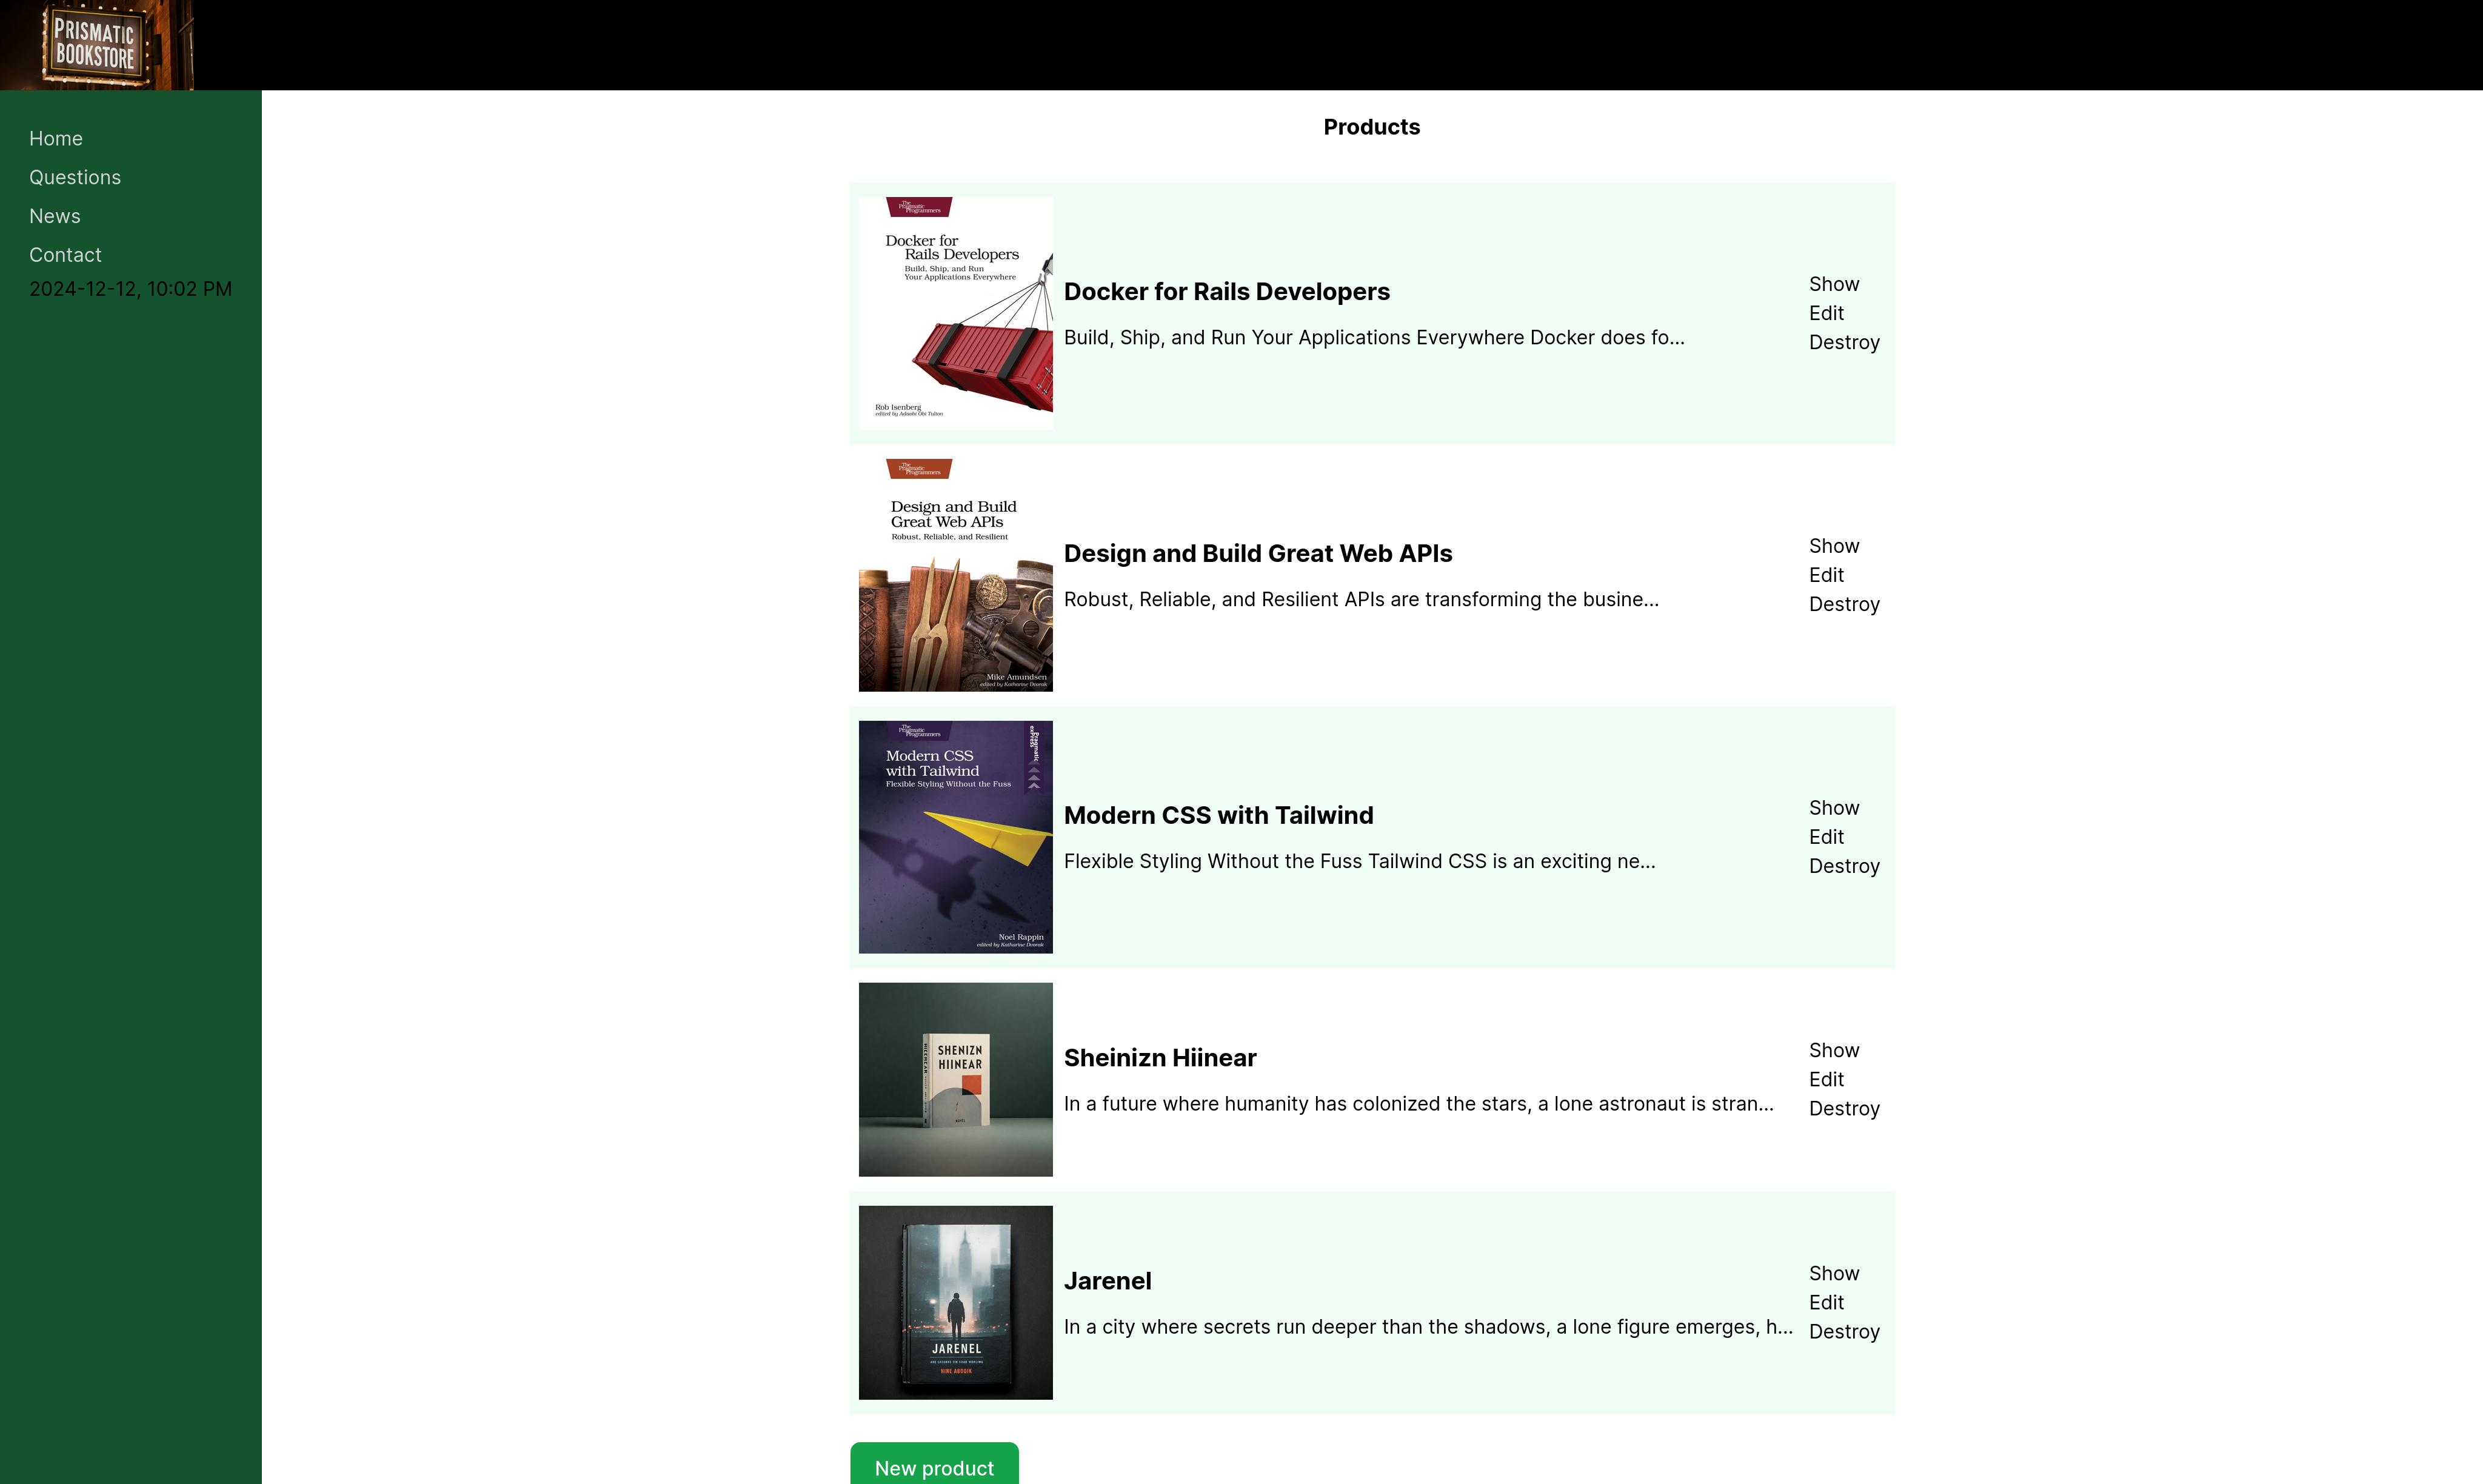 PRISMATIC
BOOKSTORE
Home
Questions
News
Contact
2024-12-12, 10:02 PM
Products
The
Pragmatic
Programmers
Docker for
Rails Developers
Build, Ship, and Run
Your Applications Everywhere
Rob Isenberg
edited by Adaobi Obi Tulton
Docker for Rails Developers
Build, Ship, and Run Your Applications Everywhere Docker does fo...
Show
Edit
Destroy
The
Pragmatic
Programmers
Design and Build
Great Web APIs
Robust, Reliable, and Resilient
Mike Amundsen
edited by Katharine Dvorak
Design and Build Great Web APIs
Robust, Reliable, and Resilient APIs are transforming the busine...
Show
Edit
Destroy
The
Pragmatic
Programmers
Pragmatic
exPress
Modern CSS
with Tailwind
Flexible Styling Without the Fuss
Noel Rappin
edited by Katharine Dvorak
Modern CSS with Tailwind
Flexible Styling Without the Fuss Tailwind CSS is an exciting ne...
Show
Edit
Destroy
SHENIZN
HIINEAR
NOVEL
Sheinizn Hiinear
In a future where humanity has colonized the stars, a lone astronaut is stran...
Show
Edit
Destroy
JARENEL
Jarenel
In a city where secrets run deeper than the shadows, a lone figure emerges, h...
Show
Edit
Destroy
New product